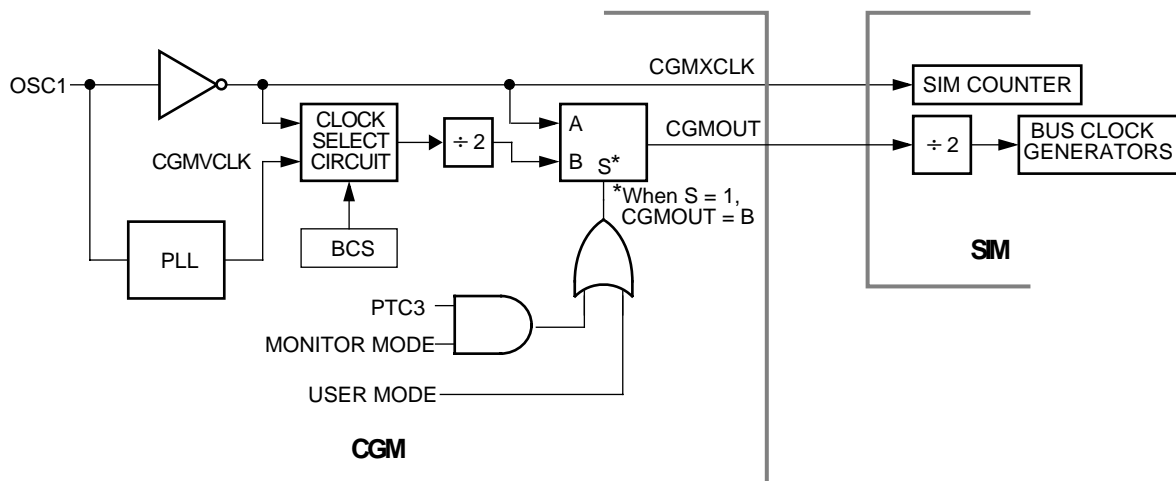 OSC1
CGMXCLK
SIM COUNTER
CLOCK
SELECT
CIRCUIT
CGMVCLK
÷ 2
A
B
S*
CGMOUT
÷ 2
BUS CLOCK
GENERATORS
*When S = 1,
CGMOUT = B
BCS
PLL
SIM
PTC3
MONITOR MODE
USER MODE
CGM